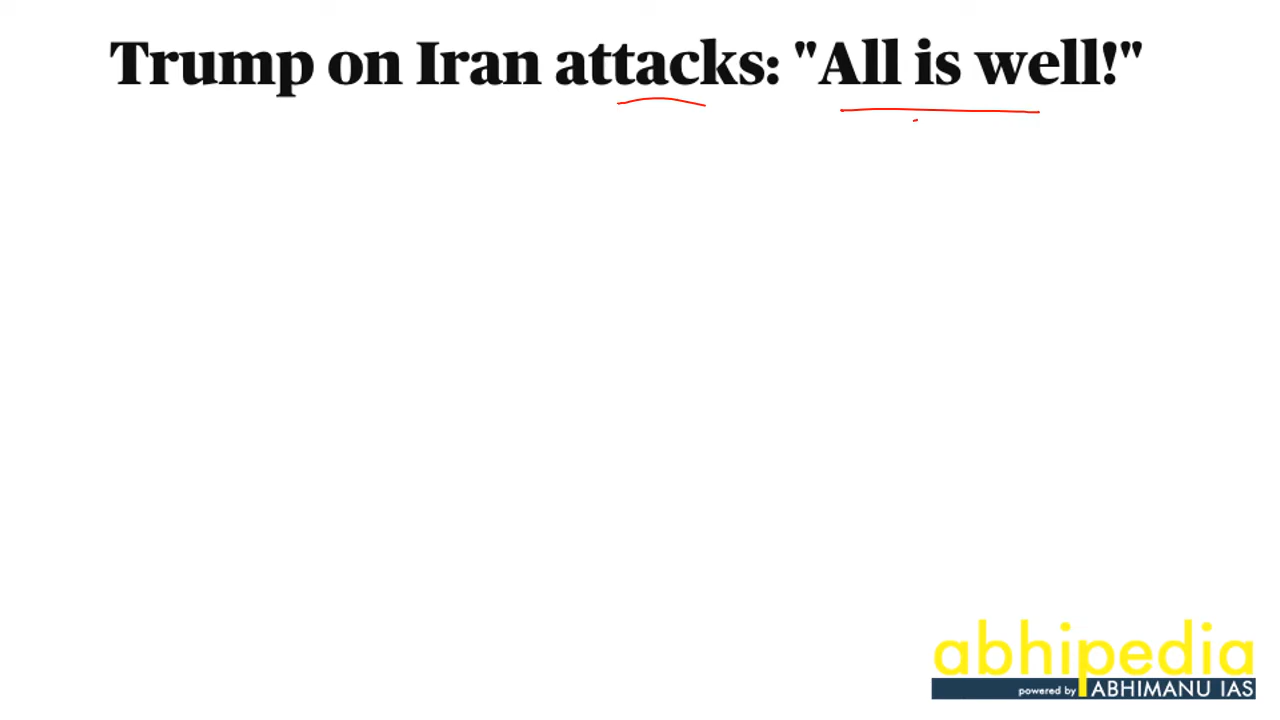 Trump on Iran attacks: "All is well!"
abhipedia
powered by ABHIMANU IAS